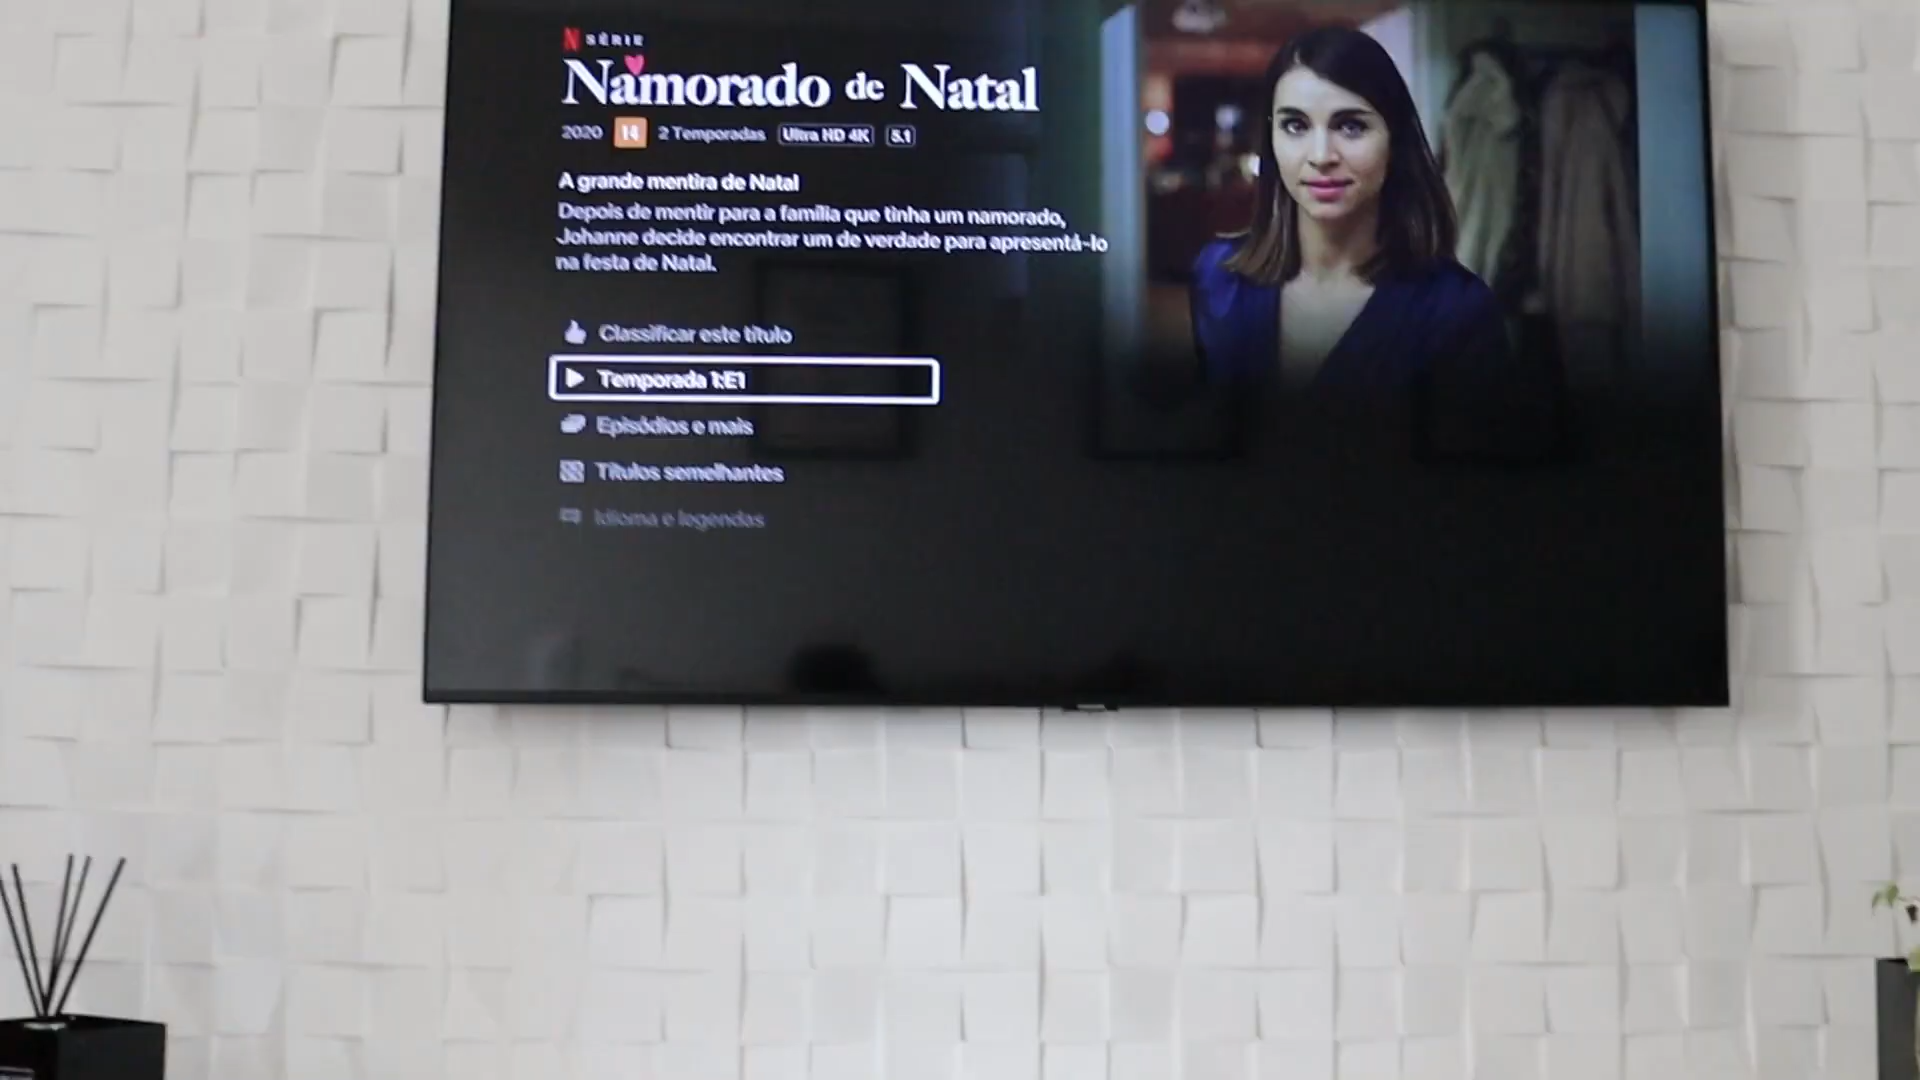 N SÉRIE
Namorado de Natal
2020 14 2 Temporadas Ultra HD 4K 5.1
A grande mentira de Natal
Depois de mentir para a família que tinha um namorado,
Johanne decide encontrar um de verdade para apresentá-lo
na festa de Natal.
Classificar este título
Temporada 1:E1
Episódios e mais
Títulos semelhantes
Idioma e legendas